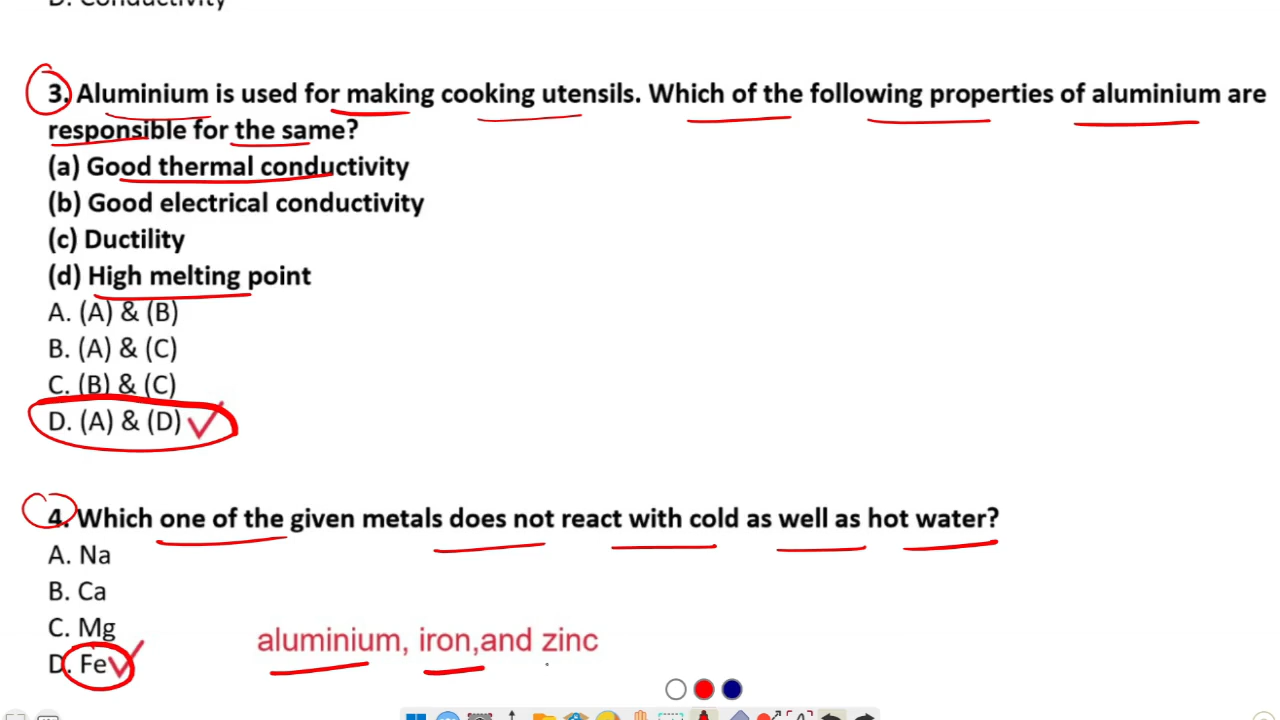 D. Conductivity
3. Aluminium is used for making cooking utensils. Which of the following properties of aluminium are
responsible for the same?
(a) Good thermal conductivity
(b) Good electrical conductivity
(c) Ductility
(d) High melting point
A. (A) & (B)
B. (A) & (C)
C. (B) & (C)
D. (A) & (D)
4. Which one of the given metals does not react with cold as well as hot water?
A. Na
B. Ca
C. Mg
aluminium, iron,and zinc
D. Fe